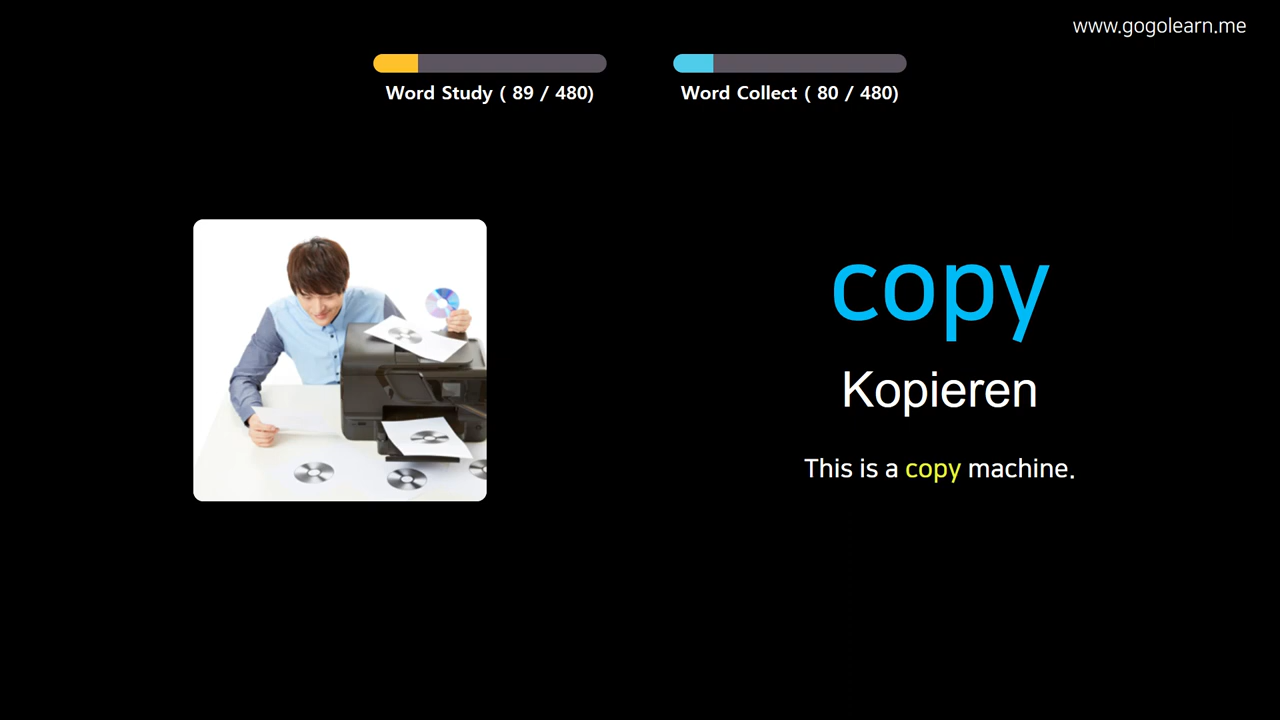 www.gogolearn.me
Word Study ( 89 / 480)
Word Collect ( 80 / 480)
copy
Kopieren
This is a copy machine.